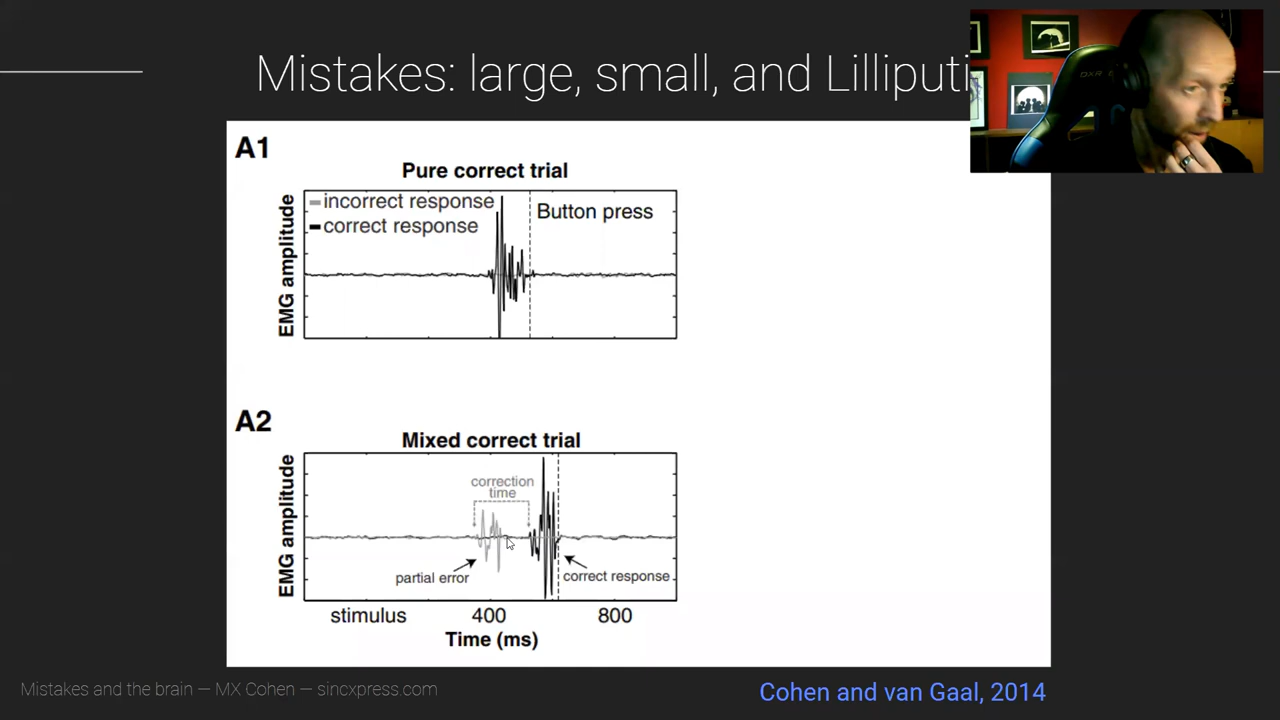 Mistakes: large, small, and Lilliputi
A1
Pure correct trial
incorrect response
correct response
Button press
EMG amplitude
A2
Mixed correct trial
correction
time
EMG amplitude
partial error
correct response
stimulus 400 800
Time (ms)
Mistakes and the brain — MX Cohen — sincxpress.com
Cohen and van Gaal, 2014